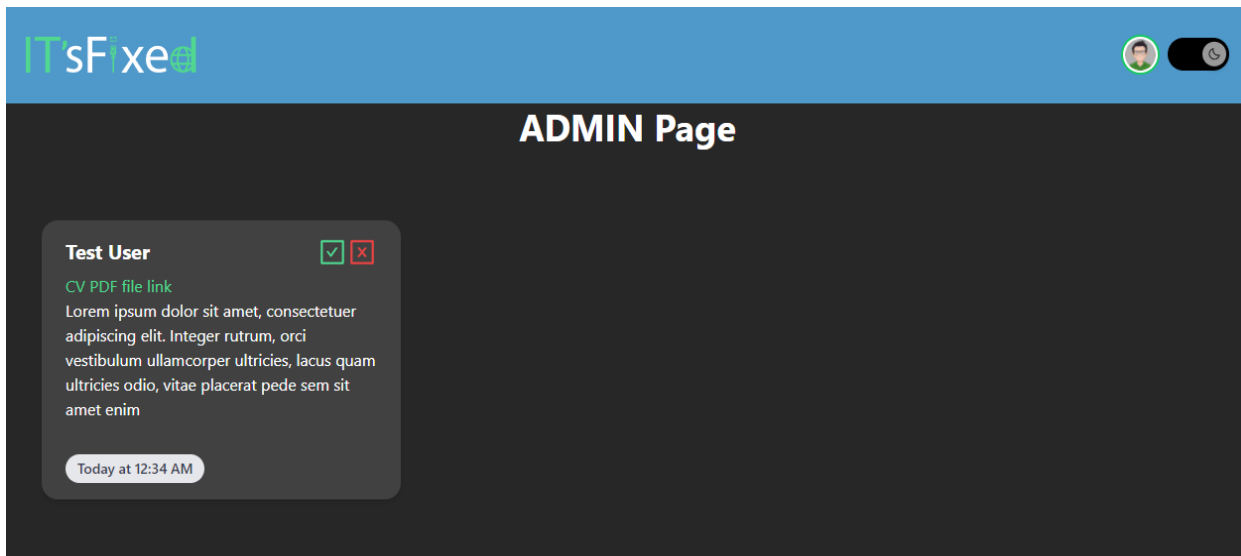 IT'sFixed
ADMIN Page
Test User
CV PDF file link
Lorem ipsum dolor sit amet, consectetuer
adipiscing elit. Integer rutrum, orci
vestibulum ullamcorper ultricies, lacus quam
ultricies odio, vitae placerat pede sem sit
amet enim
Today at 12:34 AM